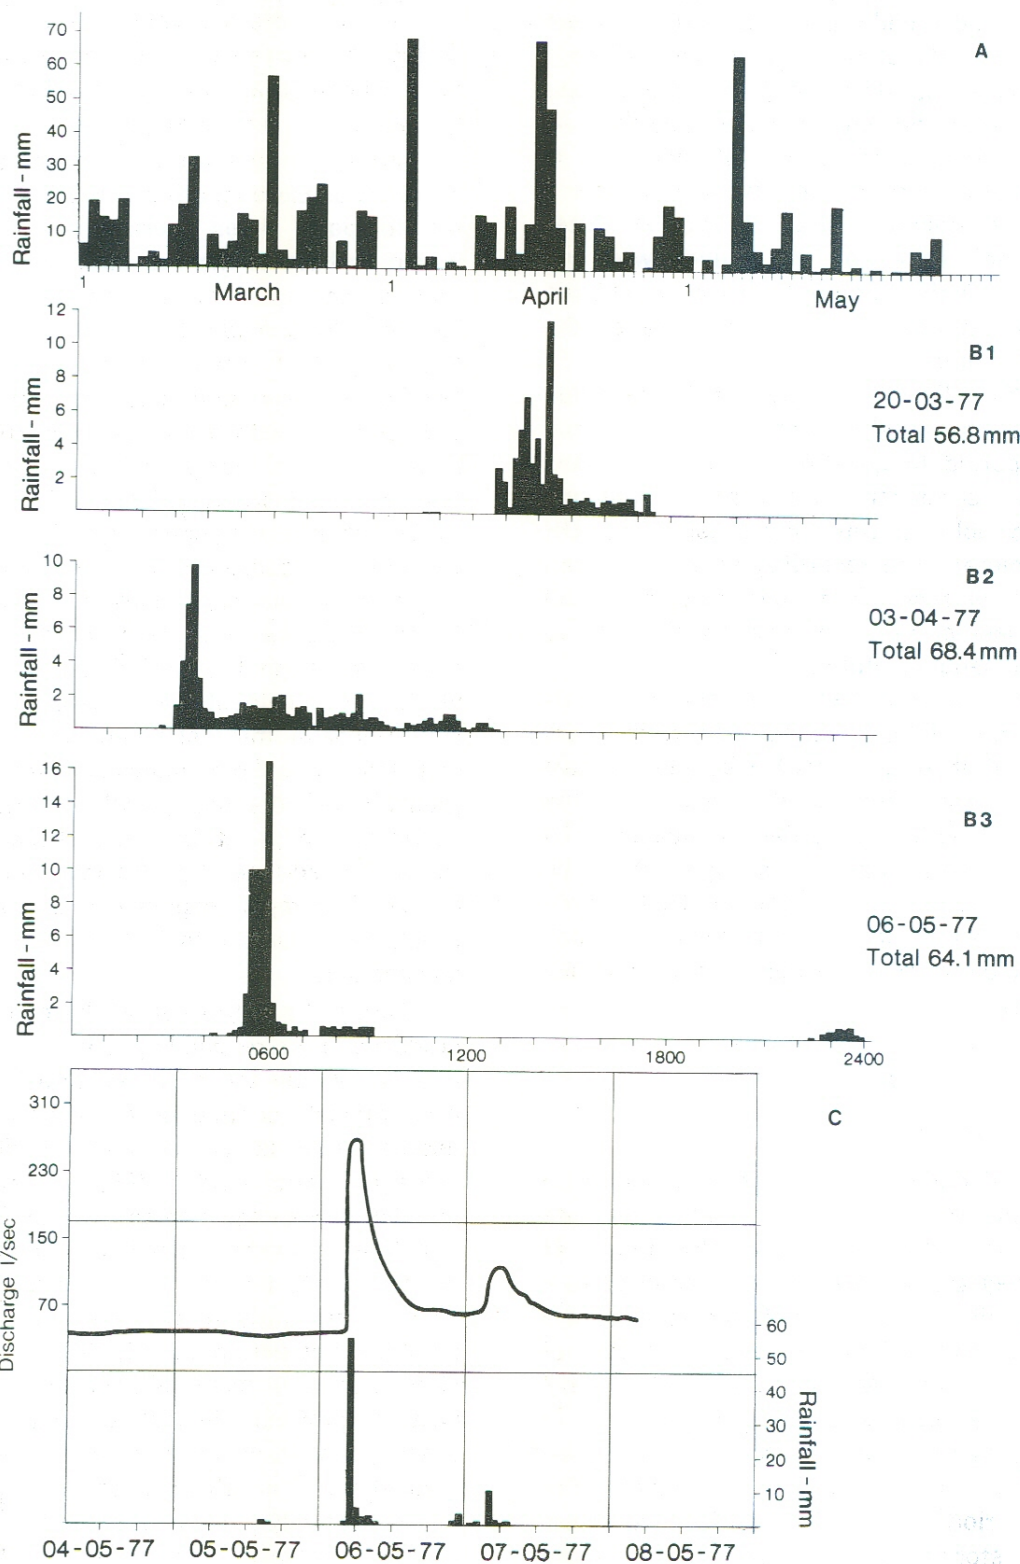 A
70
60
50
40
30
20
10
Rainfall - mm
1 March 1 April 1 May
B1
12
10
8
6
4
2
Rainfall - mm
20-03-77
Total 56.8mm
B2
10
8
6
4
2
Rainfall - mm
03-04-77
Total 68.4mm
B3
16
14
12
10
8
6
4
2
Rainfall - mm
06-05-77
Total 64.1mm
0600 1200 1800 2400
C
310
230
150
70
Discharge l/sec
60
50
40
30
20
10
Rainfall - mm
04-05-77 05-05-77 06-05-77 07-05-77 08-05-77